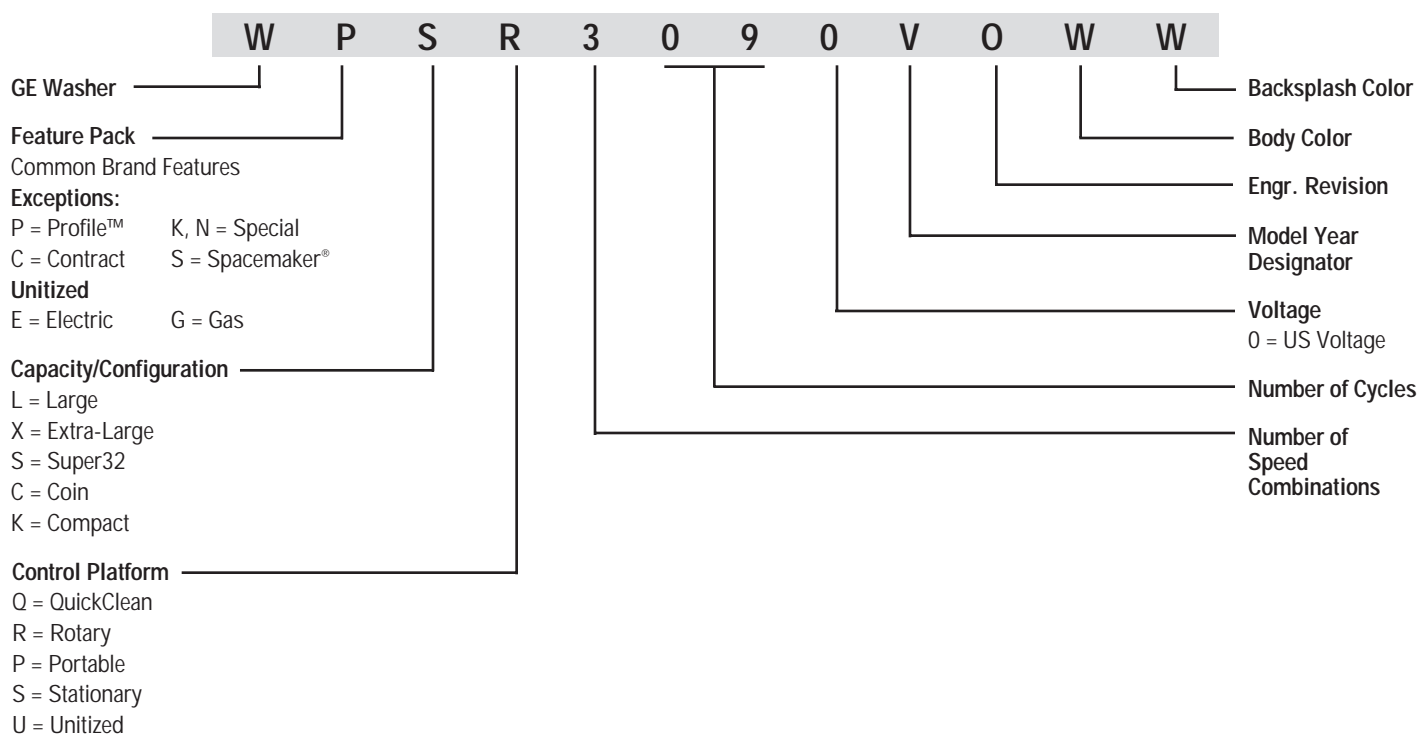 W P S R 3 0 9 0 V O W W
GE Washer
Feature Pack
Common Brand Features
Exceptions:
P = Profile™ K, N = Special
C = Contract S = Spacemaker®
Unitized
E = Electric G = Gas
Capacity/Configuration
L = Large
X = Extra-Large
S = Super32
C = Coin
K = Compact
Control Platform
Q = QuickClean
R = Rotary
P = Portable
S = Stationary
U = Unitized
Backsplash Color
Body Color
Engr. Revision
Model Year
Designator
Voltage
0 = US Voltage
Number of Cycles
Number of
Speed
Combinations